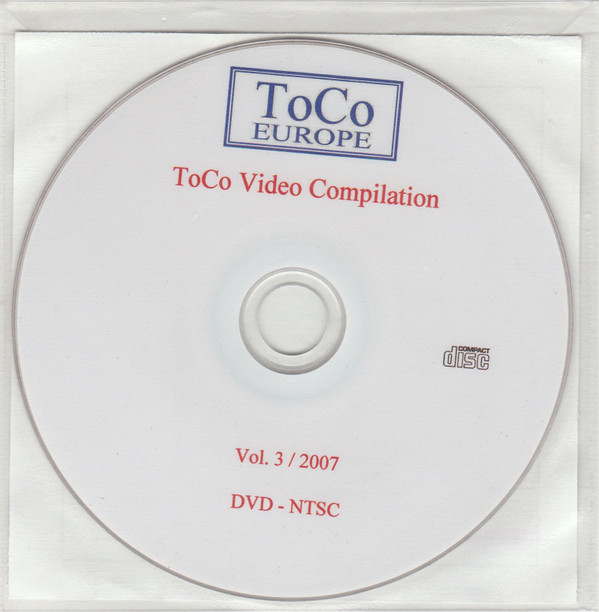 ToCo
EUROPE
ToCo Video Compilation
COMPACT
disc
Vol. 3 / 2007
DVD - NTSC